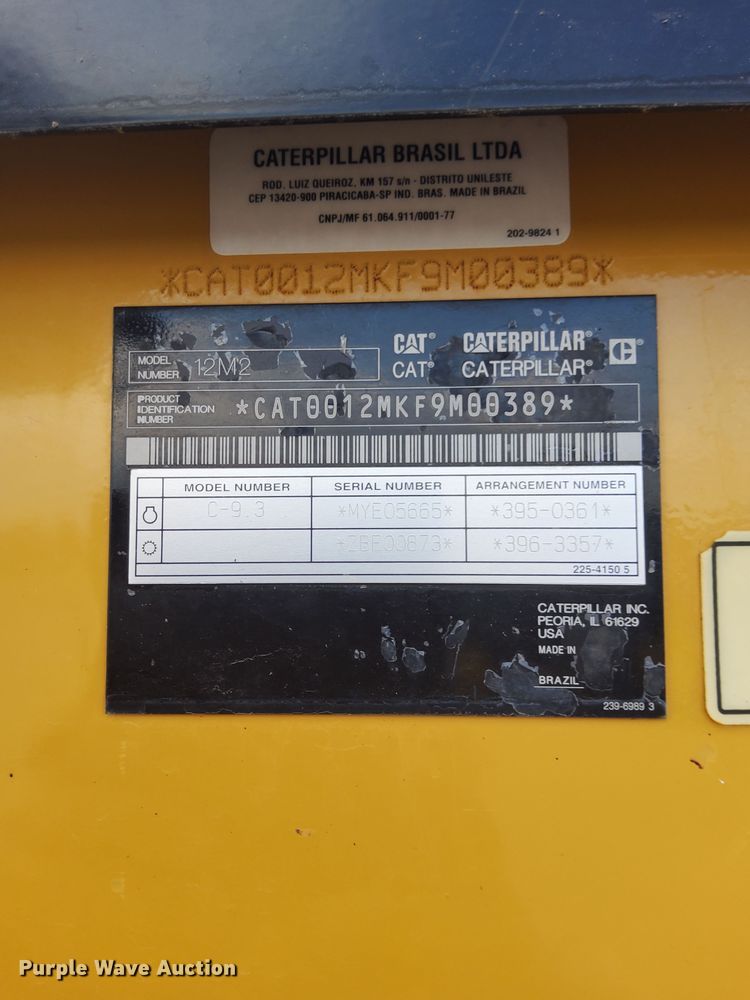 CATERPILLAR BRASIL LTDA
ROD. LUIZ QUEIROZ, KM 157 s/n - DISTRITO UNILESTE
CEP 13420-900 PIRACICABA-SP IND. BRAS. MADE IN BRAZIL
CNPJ/MF 61.064.911/0001-77
202-9824 1
*CAT0012MKF9M00389*
CAT® CATERPILLAR®
MODEL NUMBER 12M2
CAT® CATERPILLAR®
PRODUCT IDENTIFICATION NUMBER *CAT0012MKF9M00389*
MODEL NUMBER SERIAL NUMBER ARRANGEMENT NUMBER
C-9.3 *MYE05665* *395-0361*
*ZBE00873* *396-3357*
225-4150 5
CATERPILLAR INC.
PEORIA, IL 61629
USA
MADE IN
BRAZIL
239-6989 3
Purple Wave Auction